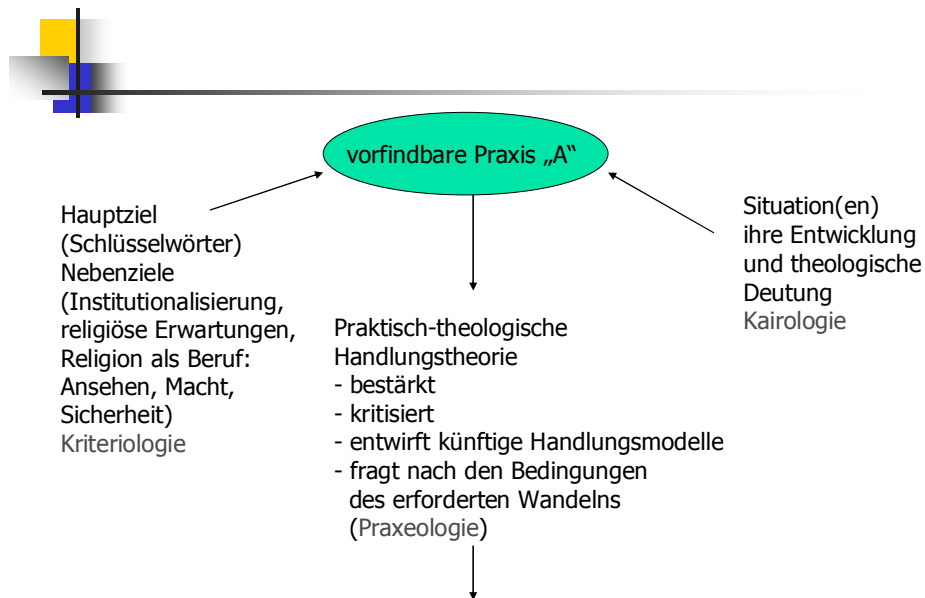 vorfindbare Praxis „A“
Hauptziel
(Schlüsselwörter)
Nebenziele
(Institutionalisierung,
religiöse Erwartungen,
Religion als Beruf:
Ansehen, Macht,
Sicherheit)
Kriteriologie
Praktisch-theologische
Handlungstheorie
- bestärkt
- kritisiert
- entwirft künftige Handlungsmodelle
- fragt nach den Bedingungen
des erforderten Wandelns
(Praxeologie)
Situation(en)
ihre Entwicklung
und theologische
Deutung
Kairologie